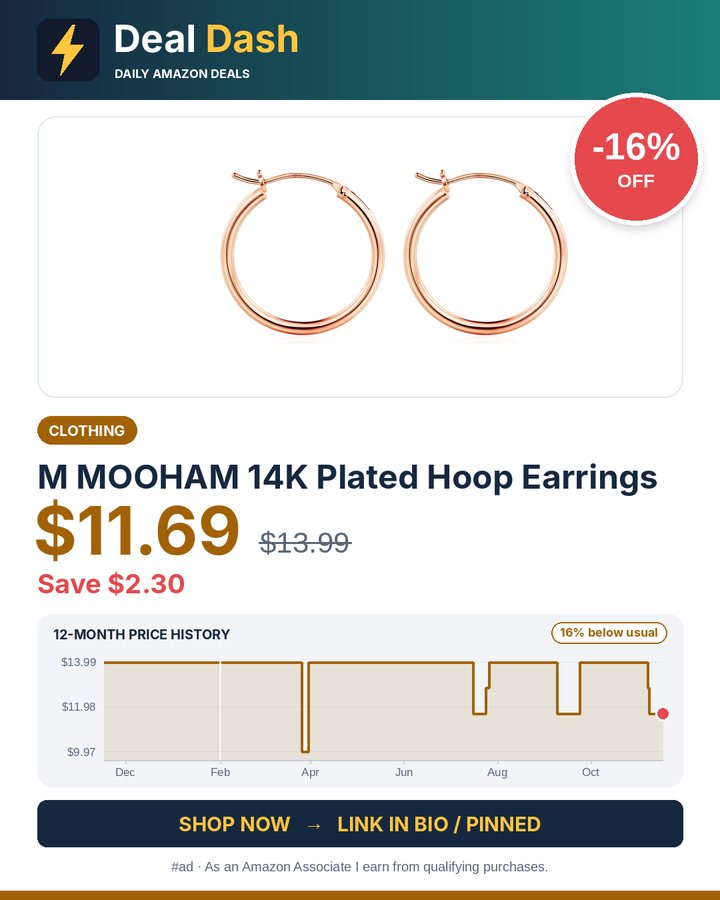 Deal Dash
DAILY AMAZON DEALS
-16%
OFF
CLOTHING
M MOOHAM 14K Plated Hoop Earrings
$11.69 $13.99
Save $2.30
12-MONTH PRICE HISTORY
16% below usual
$13.99
$11.98
$9.97
Dec Feb Apr Jun Aug Oct
SHOP NOW → LINK IN BIO / PINNED
#ad · As an Amazon Associate I earn from qualifying purchases.